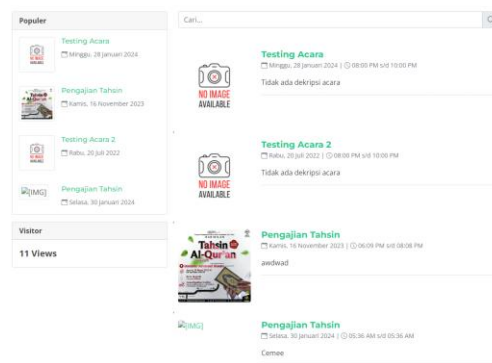 Populer
Testing Acara
Minggu, 28 Januari 2024
Pengajian Tahsin
Kamis, 16 November 2023
Testing Acara 2
Rabu, 20 Juli 2022
[IMG]
Pengajian Tahsin
Selasa, 30 Januari 2024
Visitor
11 Views
Cari...
NO IMAGE
AVAILABLE
Testing Acara
Minggu, 28 Januari 2024 | 08:00 PM s/d 10:00 PM
Tidak ada dekripsi acara
NO IMAGE
AVAILABLE
Testing Acara 2
Rabu, 20 Juli 2022 | 08:00 PM s/d 10:00 PM
Tidak ada dekripsi acara
Tahsin
Al-Qur'an
Pengajian Tahsin
Kamis, 16 November 2023 | 06:09 PM s/d 08:08 PM
awdwad
[IMG]
Pengajian Tahsin
Selasa, 30 Januari 2024 | 05:36 AM s/d 05:36 AM
Cemee